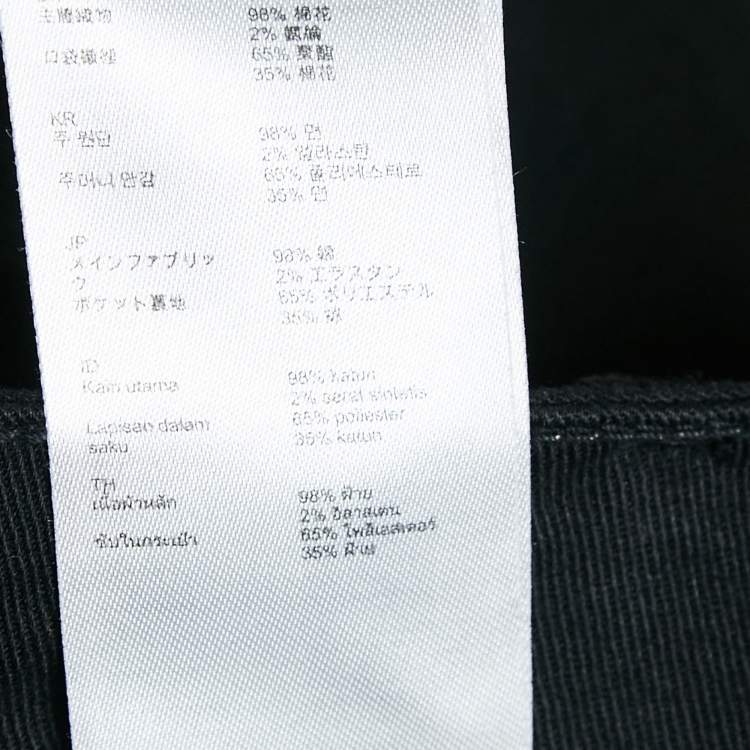 主體織物 98% 棉花
2% 氨綸
口袋織裡 65% 聚酯
35% 棉花
KR
주 원단 98% 면
2% 엘라스탄
주머니 안감 65% 폴리에스테르
35% 면
JP
メインファブリッ 98% 綿
ク 2% エラスタン
ポケット裏地 65% ポリエステル
35% 綿
ID
Kain utama 98% katun
2% serat sintetis
Lapisan dalam 65% poliester
saku 35% katun
TH
เนื้อผ้าหลัก 98% ฝ้าย
2% อีลาสเตน
ซับในกระเป๋า 65% โพลีเอสเตอร์
35% ฝ้าย